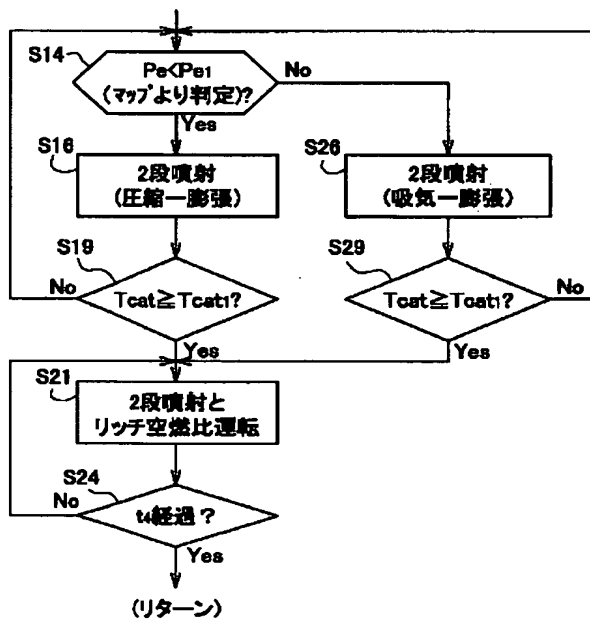 S14
Pe<Pe1
(マップより判定)?
No
Yes
S16
2段噴射
(圧縮ー膨張)
S26
2段噴射
(吸気ー膨張)
S19
No
Tcat≧Tcat1?
Yes
S29
Tcat≧Tcat1?
No
Yes
S21
2段噴射と
リッチ空燃比運転
S24
No
t4経過?
Yes
(リターン)